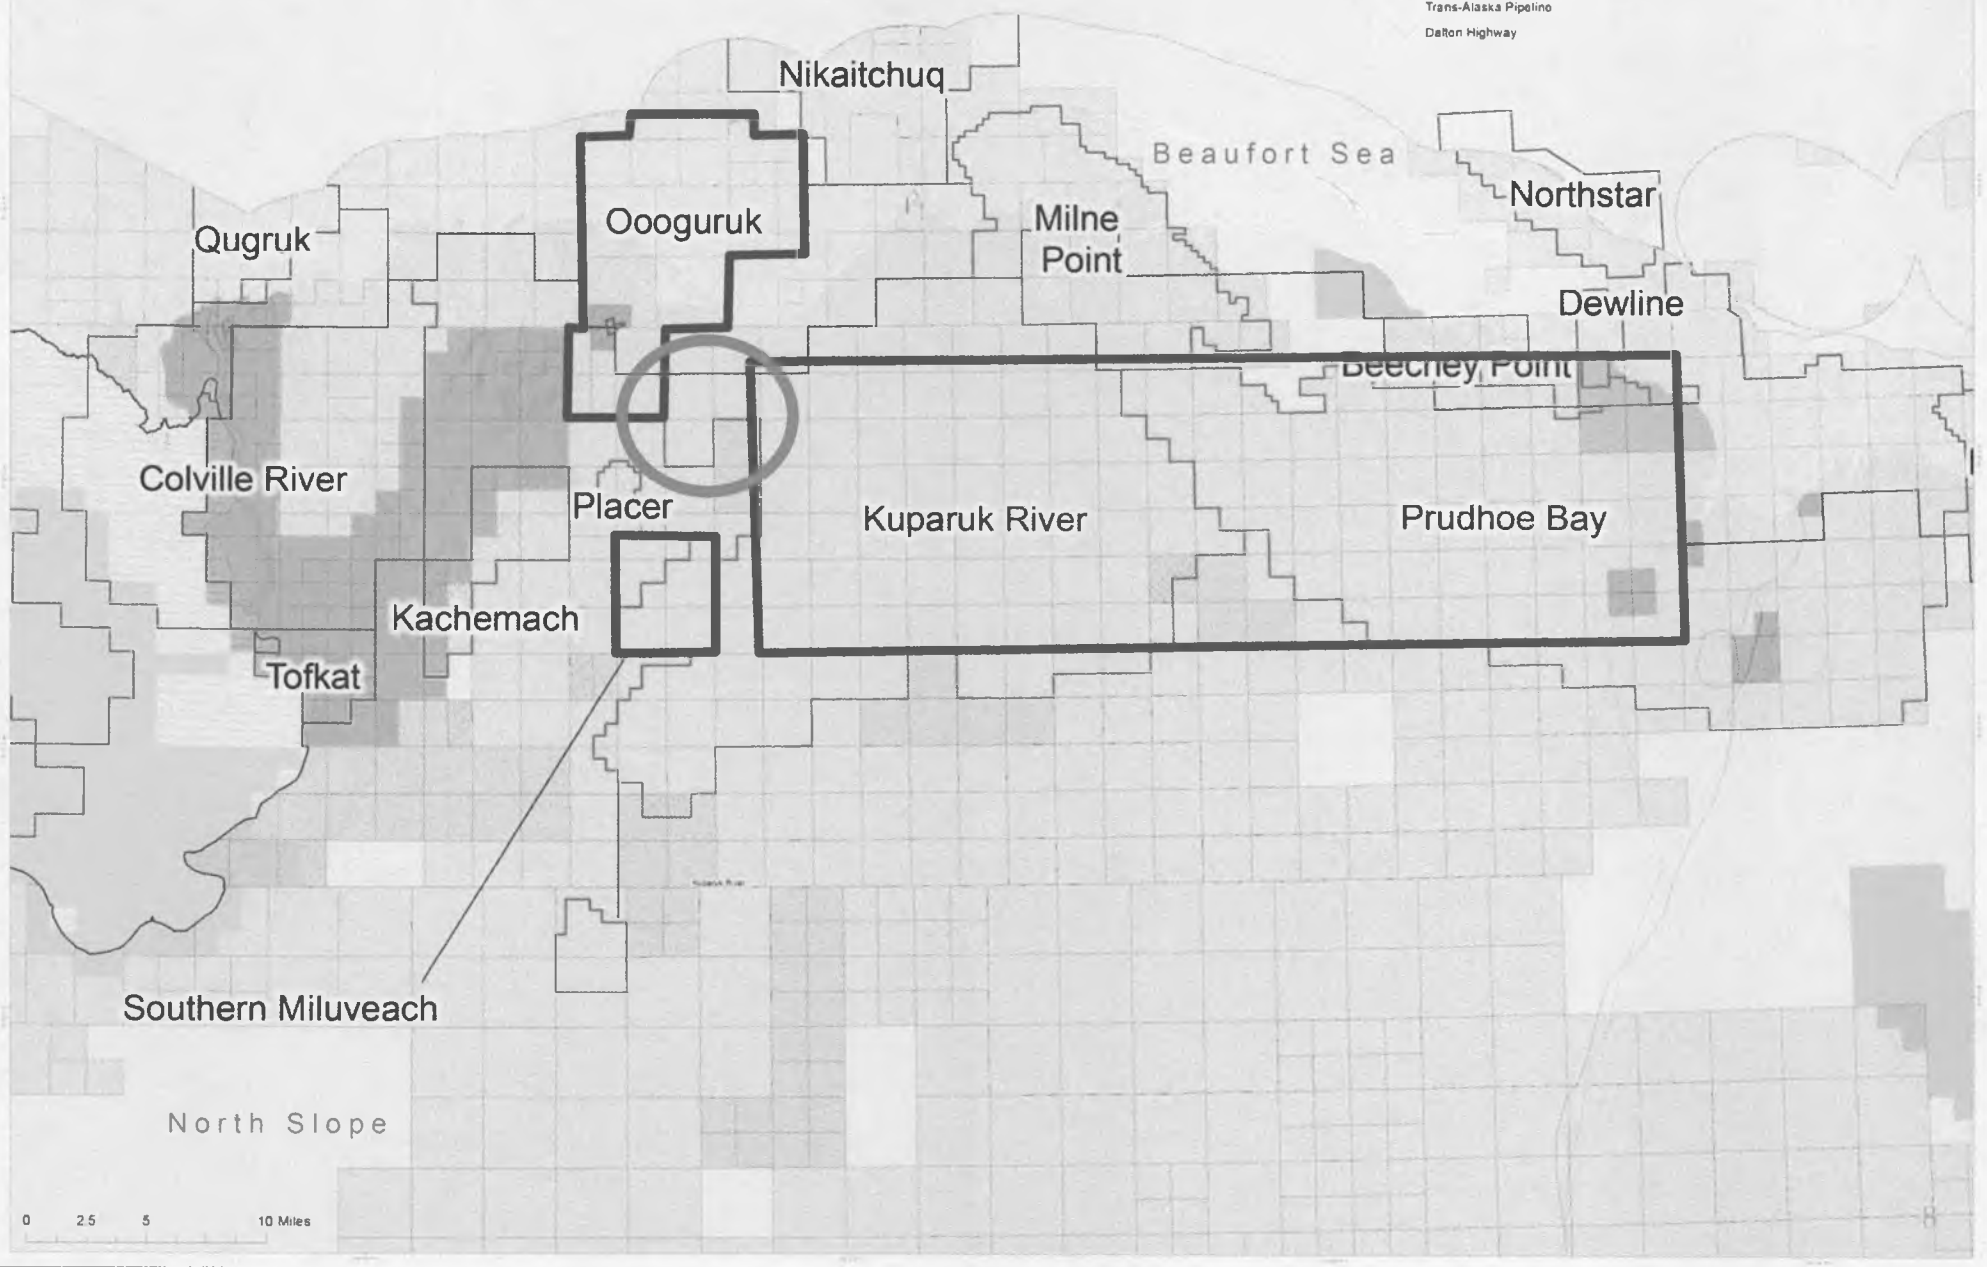 Trans-Alaska Pipeline
Dalton Highway
Nikaitchuq
Beaufort Sea
Northstar
Oooguruk
Milne
Point
Qugruk
Dewline
Beechey Point
Colville River
Placer
Kuparuk River
Prudhoe Bay
Kachemach
Tofkat
Southern Miluveach
North Slope
0 2.5 5 10 Miles